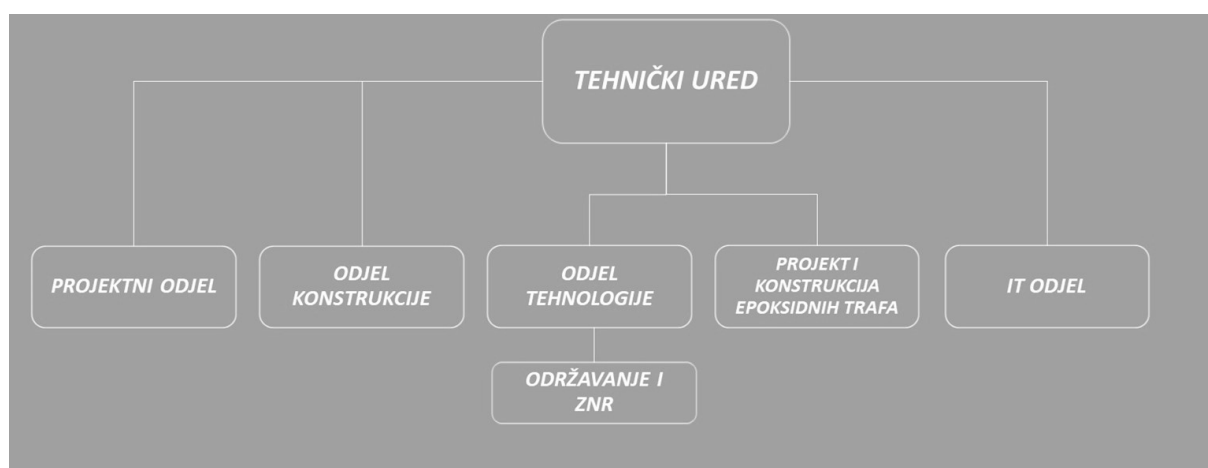 TEHNIČKI URED
PROJEKTNI ODJEL
ODJEL
KONSTRUKCIJE
ODJEL
TEHNOLOGIJE
PROJEKT I
KONSTRUKCIJA
EPOKSIDNIH TRAFA
IT ODJEL
ODRŽAVANJE I
ZNR